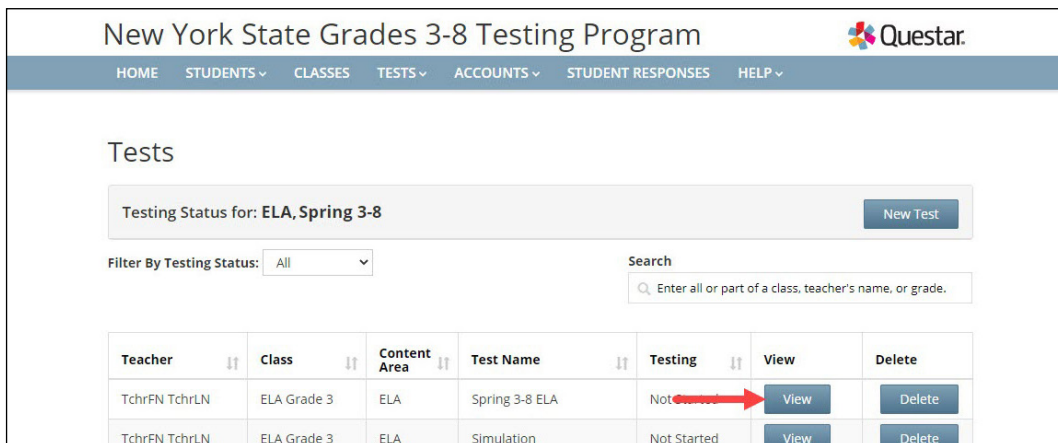 New York State Grades 3-8 Testing Program
Questar.
HOME STUDENTS CLASSES TESTS ACCOUNTS STUDENT RESPONSES HELP
Tests
Testing Status for: ELA, Spring 3-8 New Test
Filter By Testing Status: All
Search
Enter all or part of a class, teacher's name, or grade.
Teacher Class Content Area Test Name Testing View Delete
TchrFN TchrLN ELA Grade 3 ELA Spring 3-8 ELA Not Started View Delete
TchrFN TchrLN ELA Grade 3 ELA Simulation Not Started View Delete